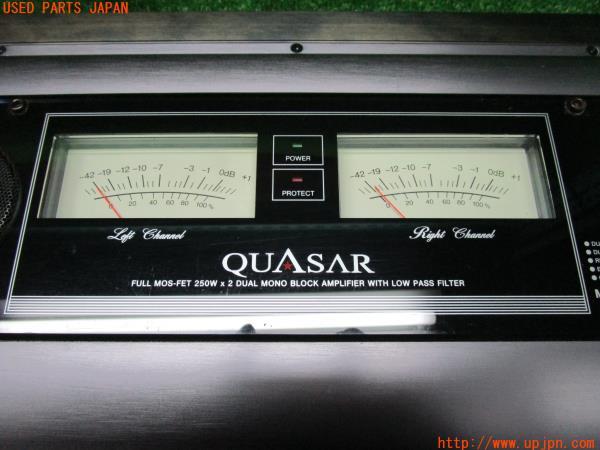 USED PARTS JAPAN
-42 -19 -12 -10 -7 -3 -1 0dB +1
0 20 40 60 80 100 %
Left Channel
POWER
PROTECT
-42 -19 -12 -10 -7 -3 -1 0dB +1
0 20 40 60 80 100 %
Right Channel
QUASAR
FULL MOS-FET 250W x 2 DUAL MONO BLOCK AMPLIFIER WITH LOW PASS FILTER
http://www.upjpn.com/